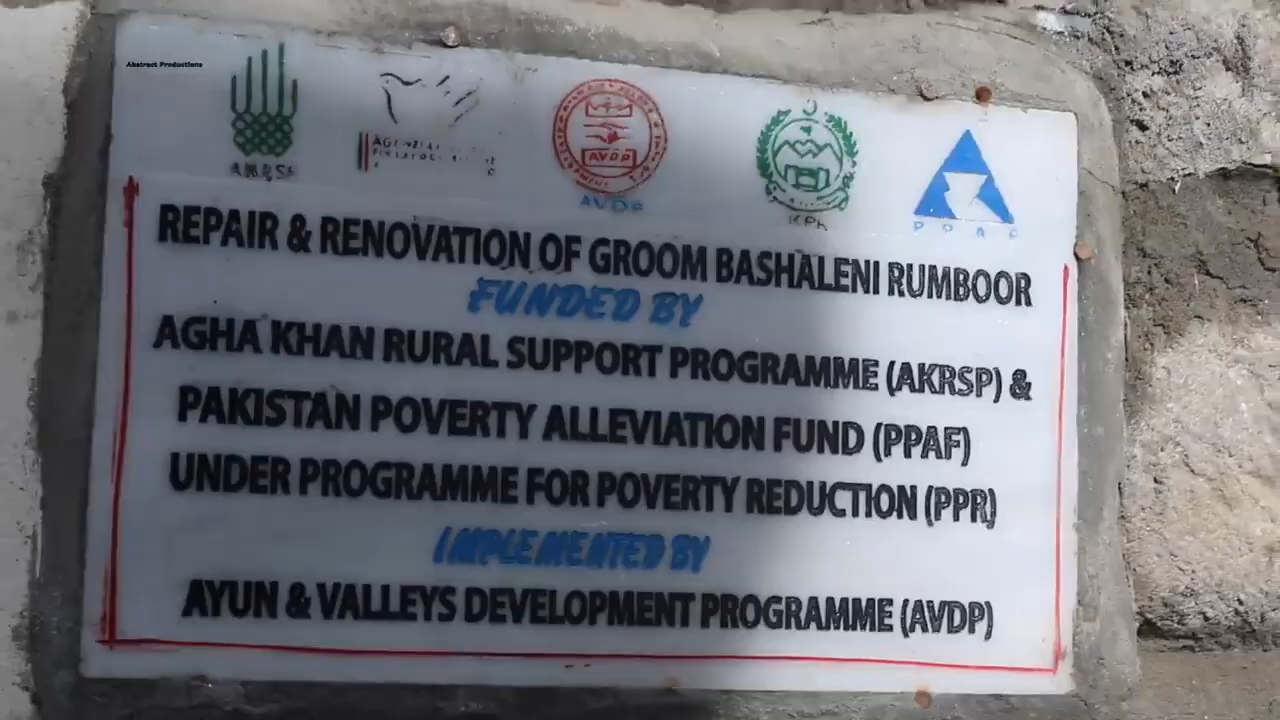 Abstract Productions
AKRSP
AVDP
AVDP
KPK
PPAF
REPAIR & RENOVATION OF GROOM BASHALENI RUMBOOR
FUNDED BY
AGHA KHAN RURAL SUPPORT PROGRAMME (AKRSP) &
PAKISTAN POVERTY ALLEVIATION FUND (PPAF)
UNDER PROGRAMME FOR POVERTY REDUCTION (PPR)
IMPLEMENTED BY
AYUN & VALLEYS DEVELOPMENT PROGRAMME (AVDP)